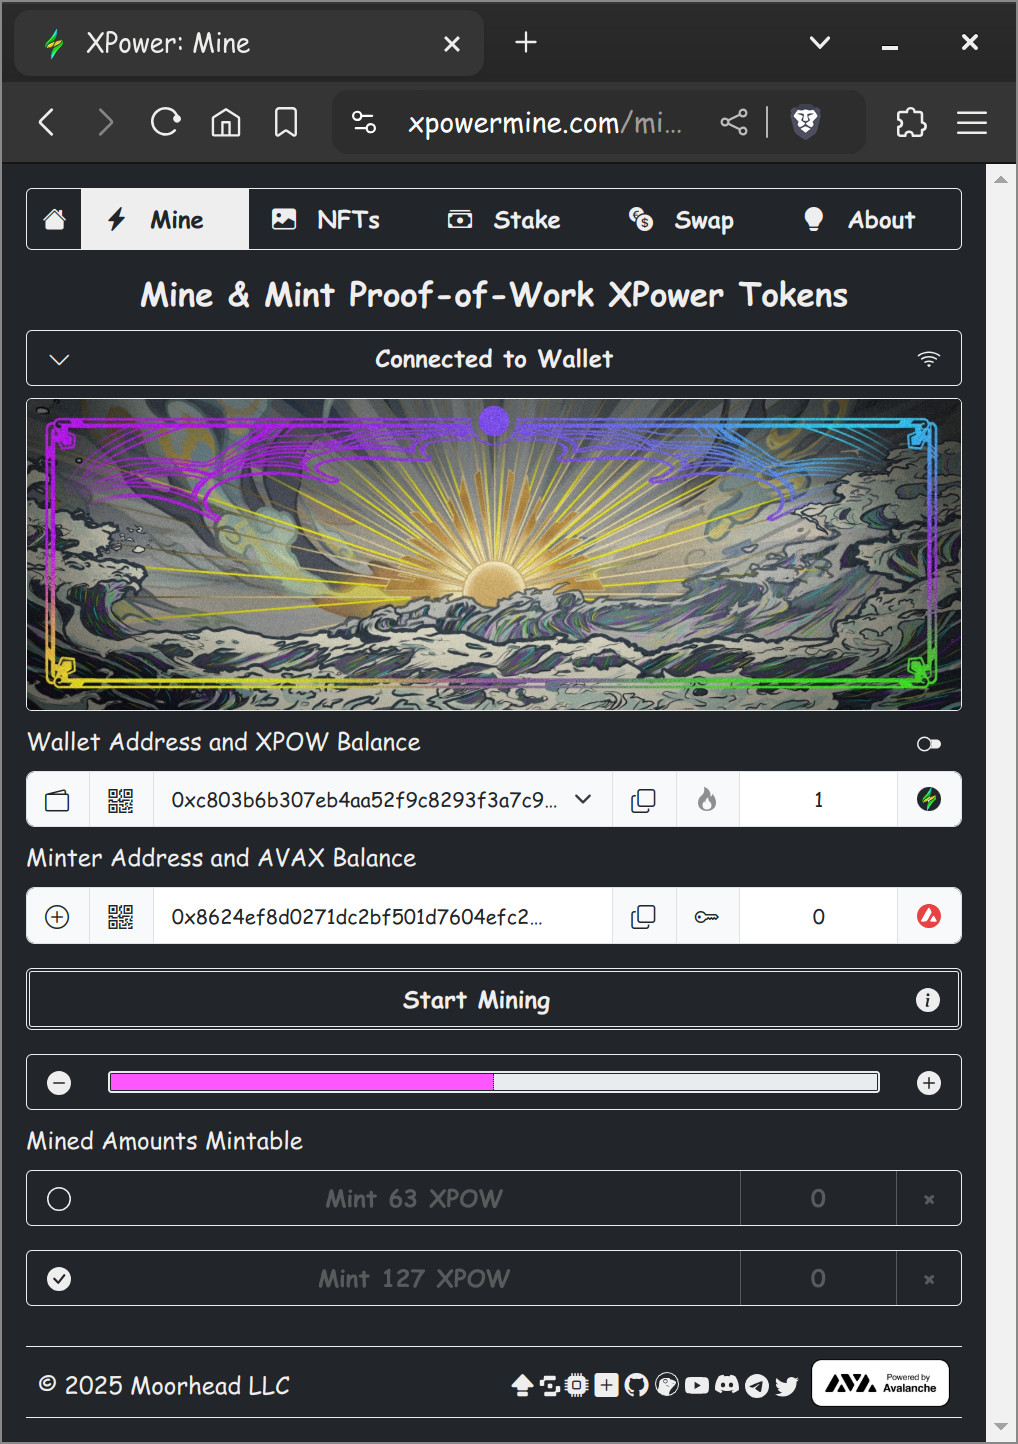 XPower: Mine
xpowermine.com/mi...
Mine NFTs Stake Swap About
Mine & Mint Proof-of-Work XPower Tokens
Connected to Wallet
Wallet Address and XPOW Balance
0xc803b6b307eb4aa52f9c8293f3a7c9... 1
Minter Address and AVAX Balance
0x8624ef8d0271dc2bf501d7604efc2... 0
Start Mining
Mined Amounts Mintable
Mint 63 XPOW 0 ×
Mint 127 XPOW 0 ×
© 2025 Moorhead LLC
Powered by
Avalanche